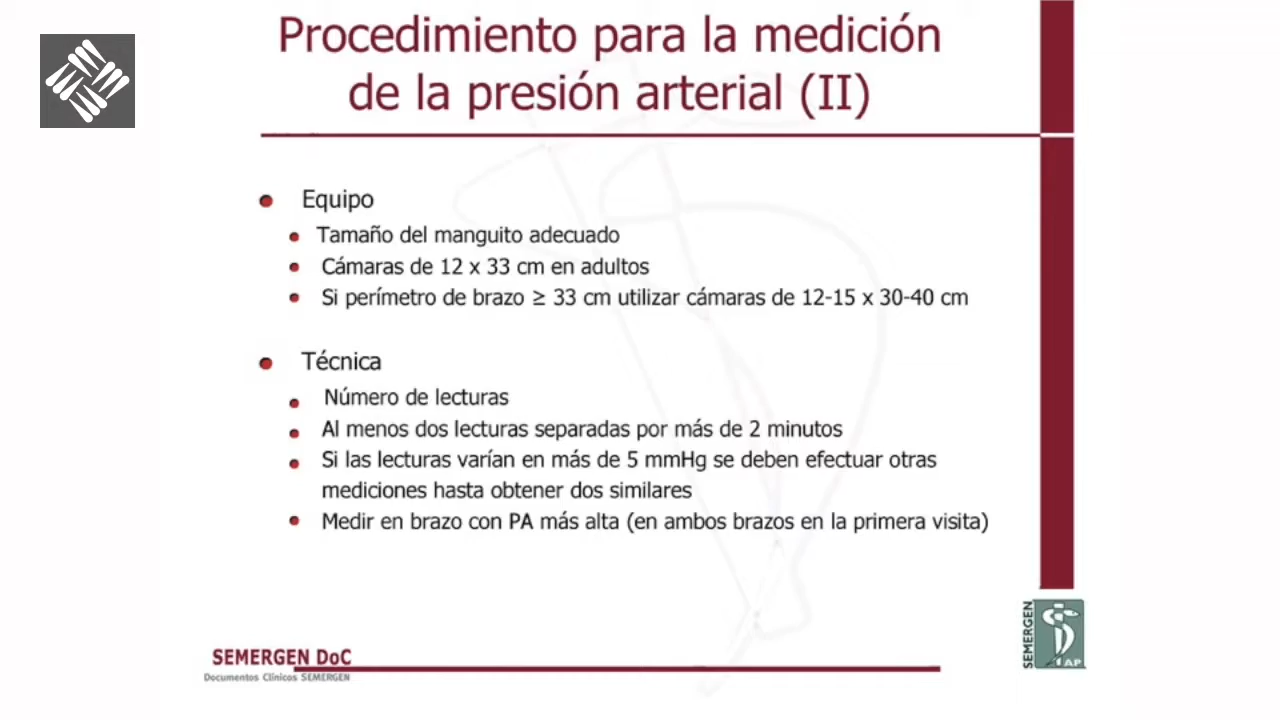 Procedimiento para la medición
de la presión arterial (II)
Equipo
Tamaño del manguito adecuado
Cámaras de 12 x 33 cm en adultos
Si perímetro de brazo ≥ 33 cm utilizar cámaras de 12-15 x 30-40 cm
Técnica
Número de lecturas
Al menos dos lecturas separadas por más de 2 minutos
Si las lecturas varían en más de 5 mmHg se deben efectuar otras
mediciones hasta obtener dos similares
Medir en brazo con PA más alta (en ambos brazos en la primera visita)
SEMERGEN DoC
Documentos Clínicos SEMERGEN
SEMERGEN
AP